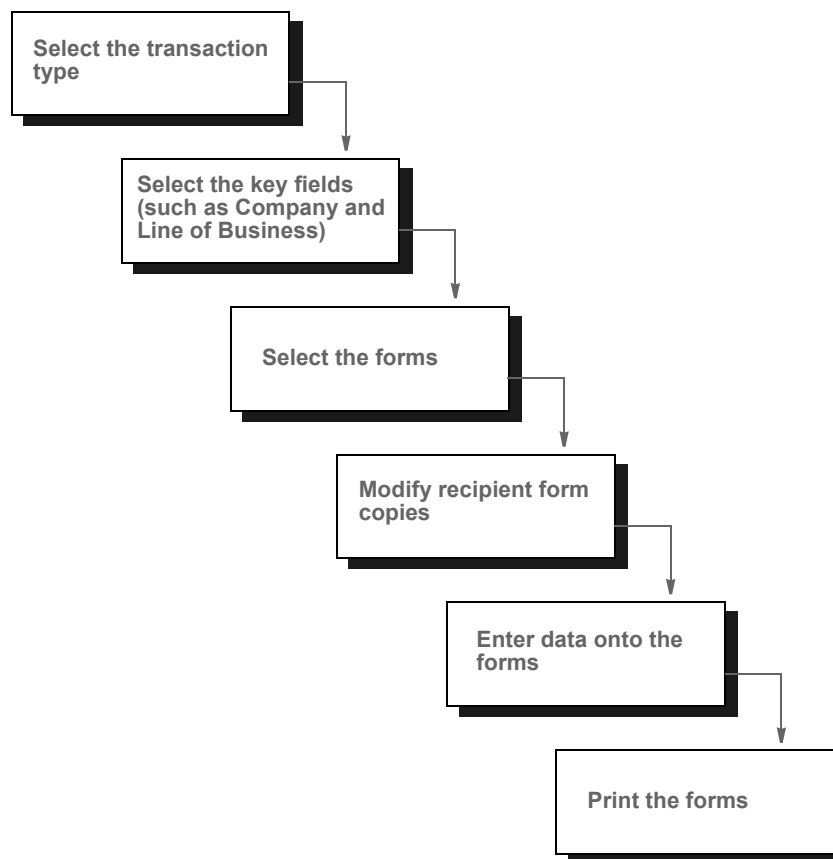 Select the transaction
type
Select the key fields
(such as Company and
Line of Business)
Select the forms
Modify recipient form
copies
Enter data onto the
forms
Print the forms